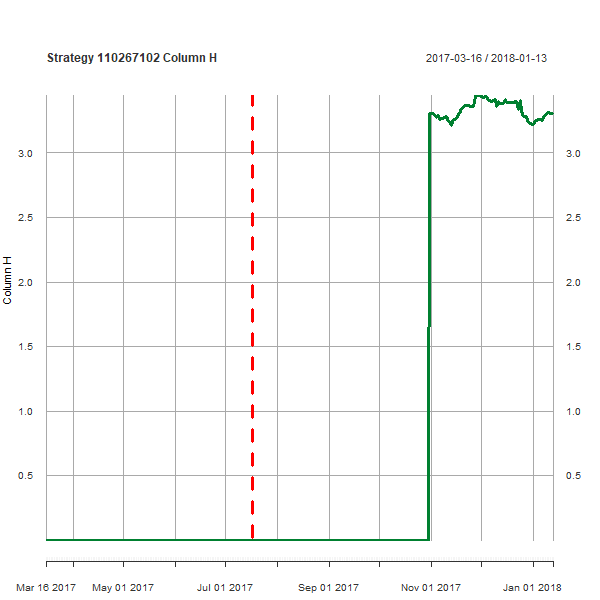 Strategy 110267102 Column H
2017-03-16 / 2018-01-13
Column H
3.0
3.0
2.5
2.5
2.0
2.0
1.5
1.5
1.0
1.0
0.5
0.5
Mar 16 2017
May 01 2017
Jul 01 2017
Sep 01 2017
Nov 01 2017
Jan 01 2018